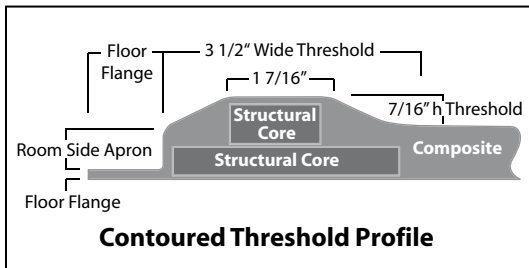 Floor
Flange
3 1/2“ Wide Threshold
1 7/16”
7/16” h Threshold
Structural
Core
Composite
Room Side Apron
Structural Core
Floor Flange
Contoured Threshold Profile